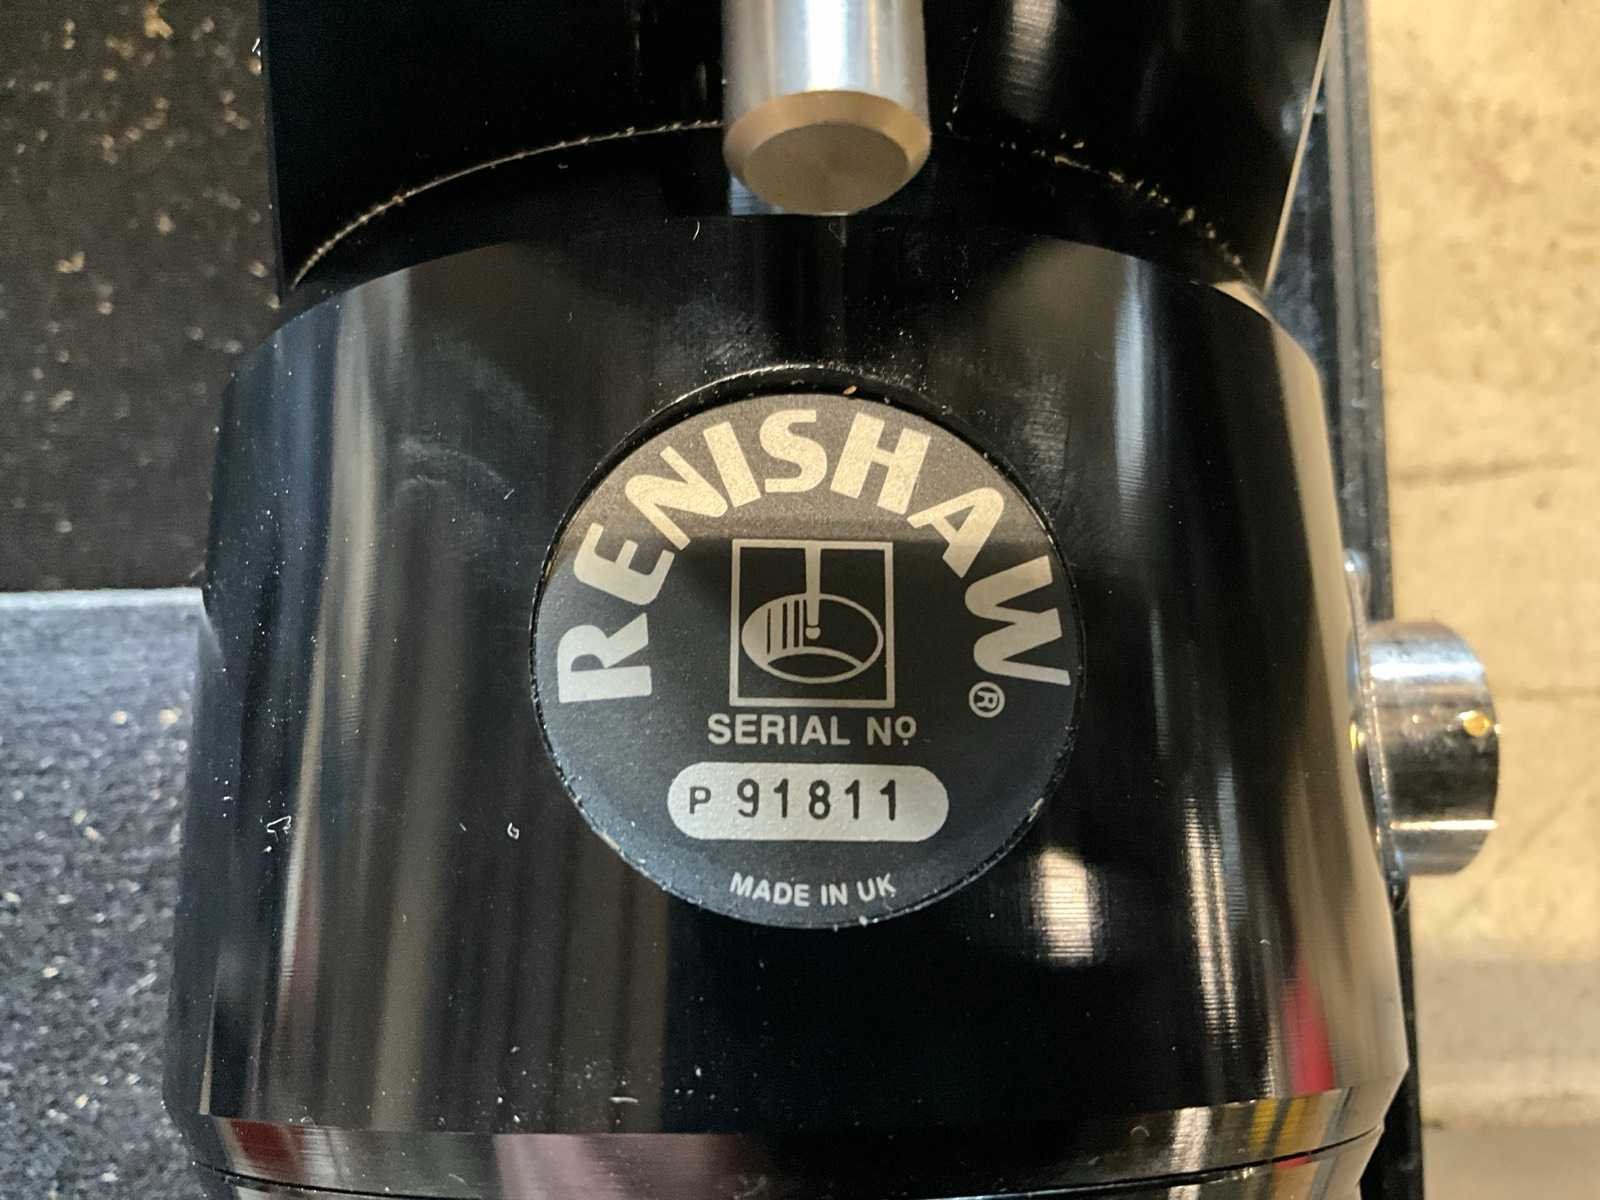 RENISHAW®
SERIAL Nº
P 91811
MADE IN UK